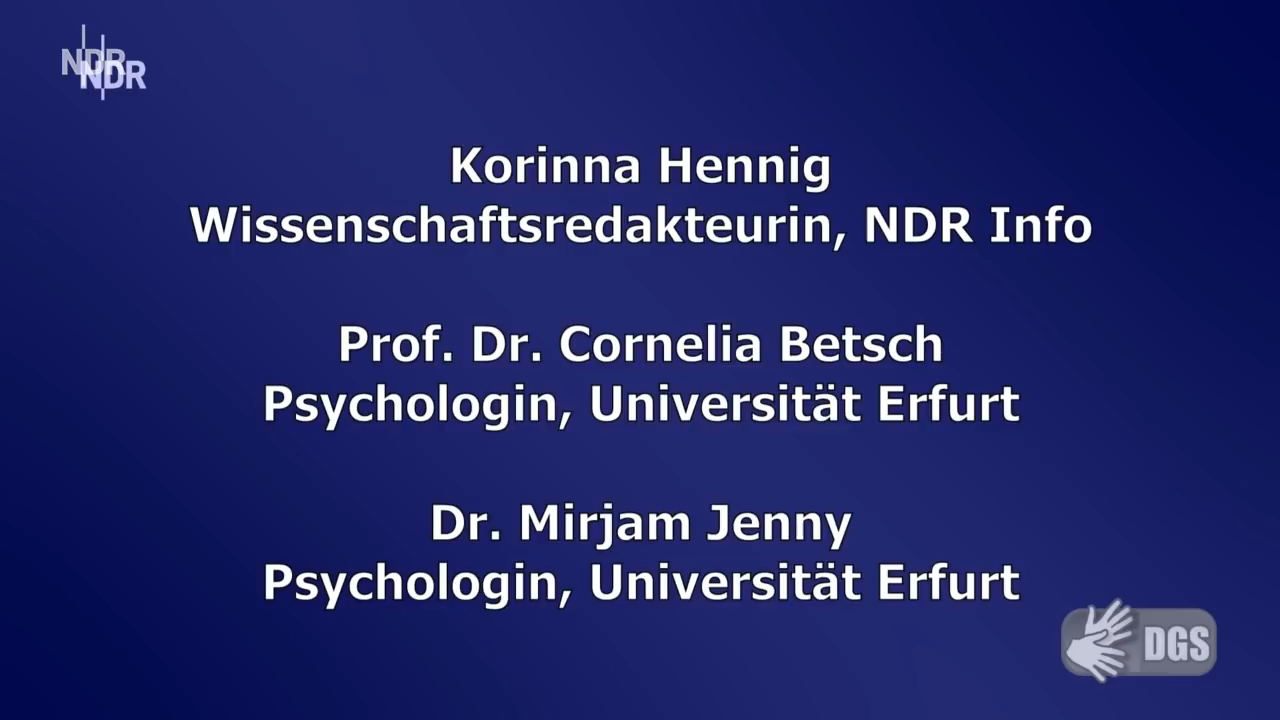 NDR
NDR
Korinna Hennig
Wissenschaftsredakteurin, NDR Info
Prof. Dr. Cornelia Betsch
Psychologin, Universität Erfurt
Dr. Mirjam Jenny
Psychologin, Universität Erfurt
DGS